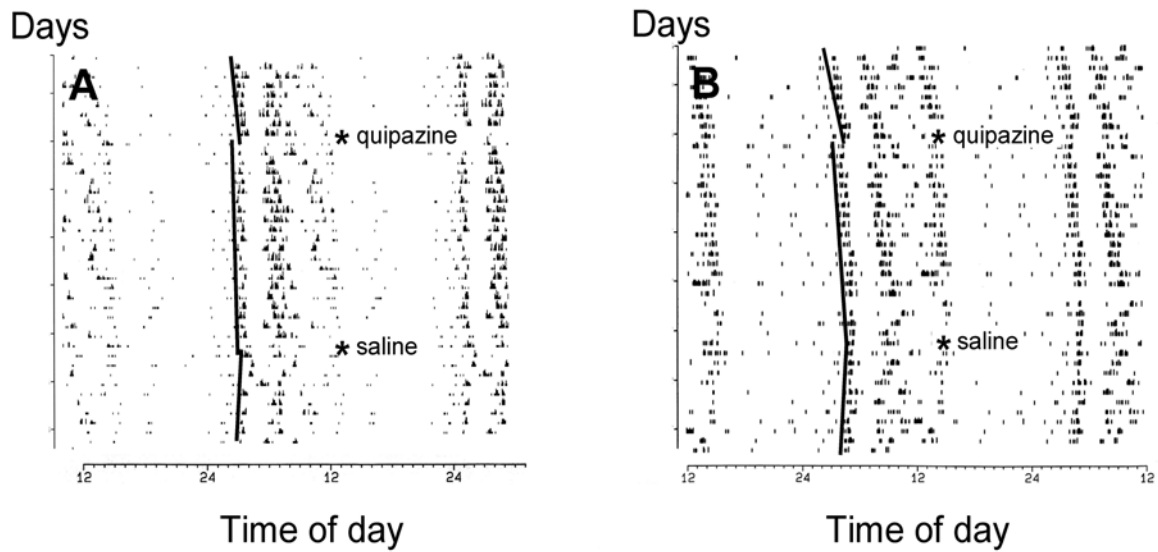 Days
A
* quipazine
* saline
12 24 12 24
Time of day
Days
B
* quipazine
* saline
12 24 12 24 12
Time of day